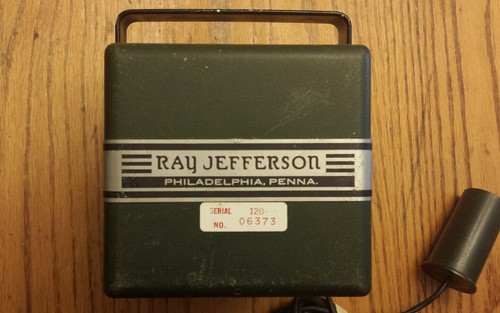 RAY JEFFERSON
PHILADELPHIA, PENNA.
SERIAL 120-
NO. 06373